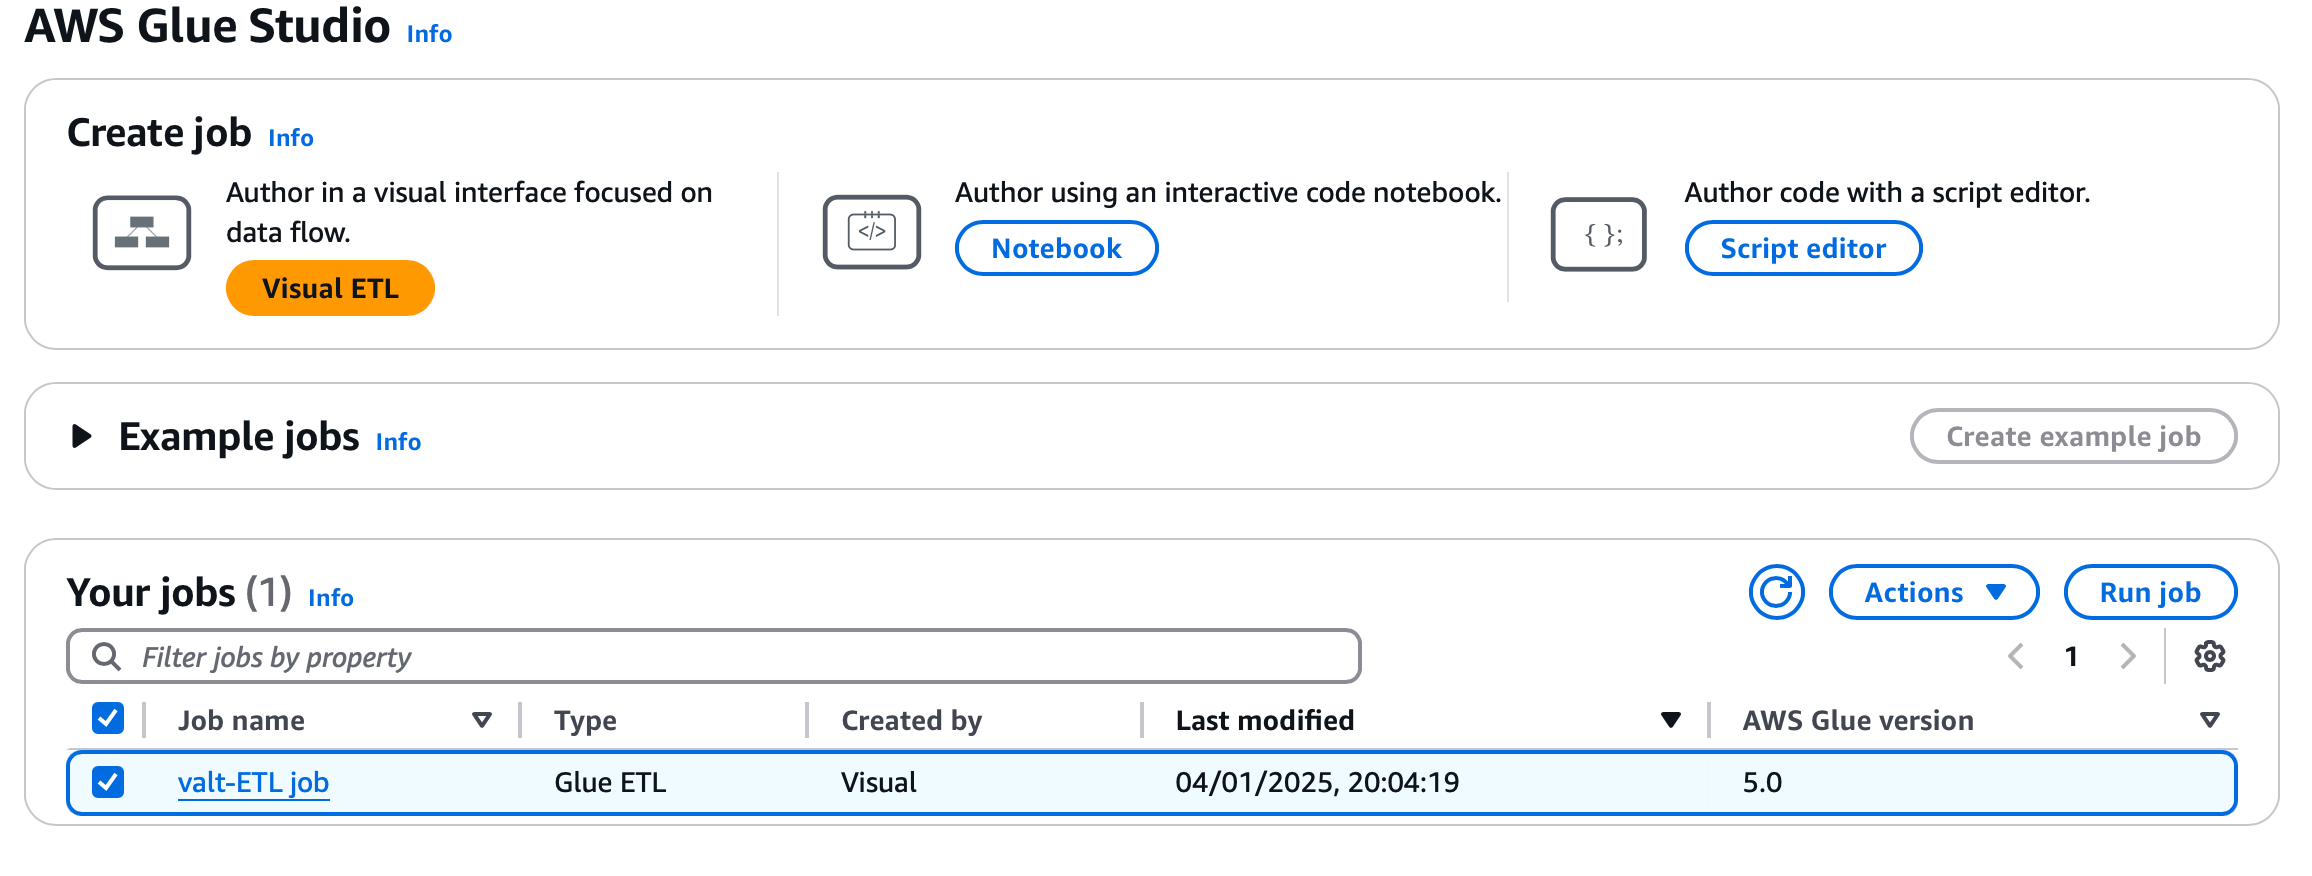 AWS Glue Studio Info
Create job Info
Author in a visual interface focused on
data flow.
Visual ETL
</>
Author using an interactive code notebook.
Notebook
{ };
Author code with a script editor.
Script editor
Example jobs Info
Create example job
Your jobs (1) Info
Actions
Run job
Filter jobs by property
1
Job name Type Created by Last modified AWS Glue version
valt-ETL job Glue ETL Visual 04/01/2025, 20:04:19 5.0